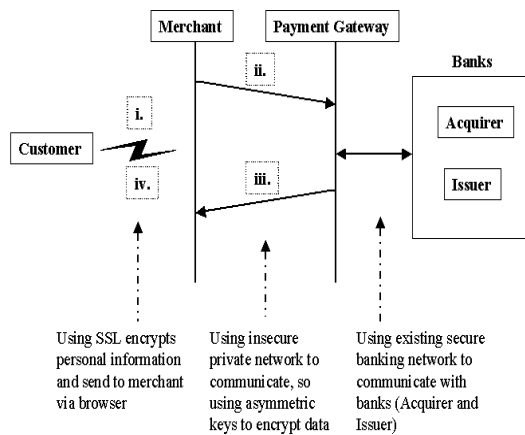 Merchant
Payment Gateway
Banks
ii.
i.
Acquirer
Customer
iv.
iii.
Issuer
Using SSL encrypts
personal information
and send to merchant
via browser
Using insecure
private network to
communicate, so
using asymmetric
keys to encrypt data
Using existing secure
banking network to
communicate with
banks (Acquirer and
Issuer)